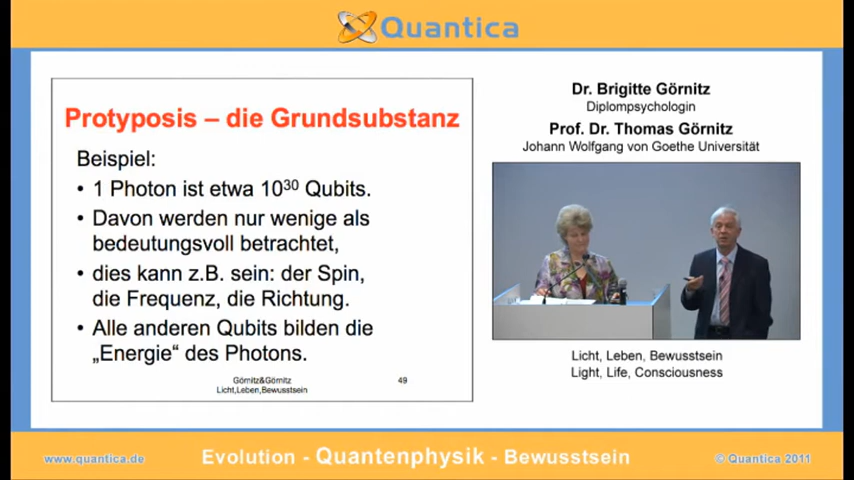 Quantica
Protyposis – die Grundsubstanz
Beispiel:
• 1 Photon ist etwa 10³⁰ Qubits.
• Davon werden nur wenige als
bedeutungsvoll betrachtet,
• dies kann z.B. sein: der Spin,
die Frequenz, die Richtung.
• Alle anderen Qubits bilden die
„Energie“ des Photons.
Görnitz&Görnitz
Licht,Leben,Bewusstsein
49
Dr. Brigitte Görnitz
Diplompsychologin
Prof. Dr. Thomas Görnitz
Johann Wolfgang von Goethe Universität
Licht, Leben, Bewusstsein
Light, Life, Consciousness
www.quantica.de
Evolution - Quantenphysik - Bewusstsein
© Quantica 2011